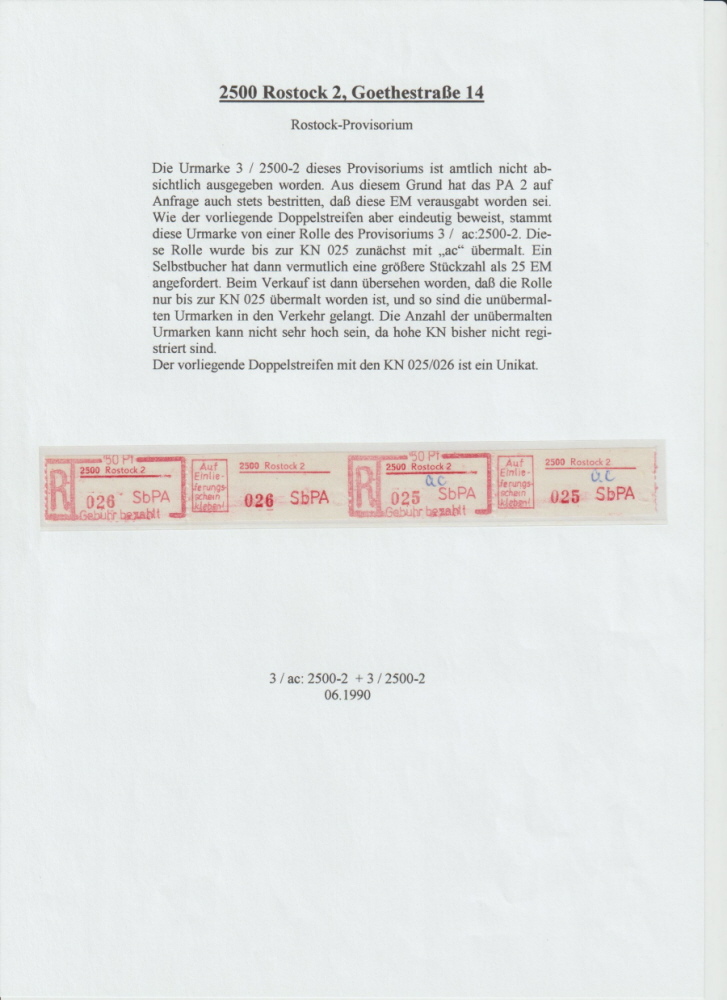 2500 Rostock 2, Goethestraße 14
Rostock-Provisorium
Die Urmarke 3 / 2500-2 dieses Provisoriums ist amtlich nicht ab-
sichtlich ausgegeben worden. Aus diesem Grund hat das PA 2 auf
Anfrage auch stets bestritten, daß diese EM verausgabt worden sei.
Wie der vorliegende Doppelstreifen aber eindeutig beweist, stammt
diese Urmarke von einer Rolle des Provisoriums 3 / ac:2500-2. Die-
se Rolle wurde bis zur KN 025 zunächst mit „ac“ übermalt. Ein
Selbstbucher hat dann vermutlich eine größere Stückzahl als 25 EM
angefordert. Beim Verkauf ist dann übersehen worden, daß die Rolle
nur bis zur KN 025 übermalt worden ist, und so sind die unübermal-
ten Urmarken in den Verkehr gelangt. Die Anzahl der unübermalten
Urmarken kann nicht sehr hoch sein, da hohe KN bisher nicht regi-
striert sind.
Der vorliegende Doppelstreifen mit den KN 025/026 ist ein Unikat.
50 Pf
R
2500 Rostock 2
026 SbPA
Gebühr bezahlt
Auf
Einlie-
ferungs-
schein
kleben!
2500 Rostock 2
026 SbPA
50 Pf
R
2500 Rostock 2
ac
025 SbPA
Gebühr bezahlt
Auf
Einlie-
ferungs-
schein
kleben!
2500 Rostock 2
ac
025 SbPA
3 / ac: 2500-2 + 3 / 2500-2
06.1990